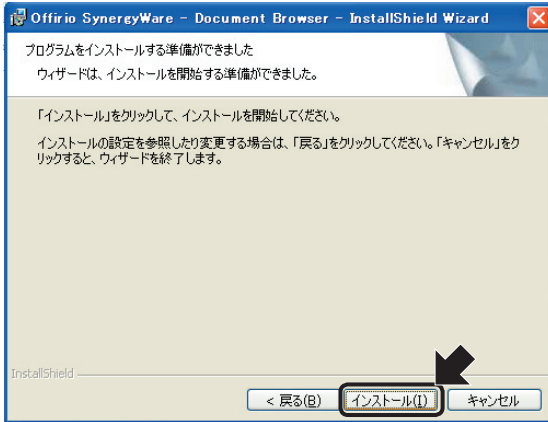 Offirio SynergyWare - Document Browser - InstallShield Wizard
プログラムをインストールする準備ができました
ウィザードは、インストールを開始する準備ができました。
「インストール」をクリックして、インストールを開始してください。
インストールの設定を参照したり変更する場合は、「戻る」をクリックしてください。「キャンセル」をク
リックすると、ウィザードを終了します。
InstallShield
< 戻る(B) インストール(I) キャンセル